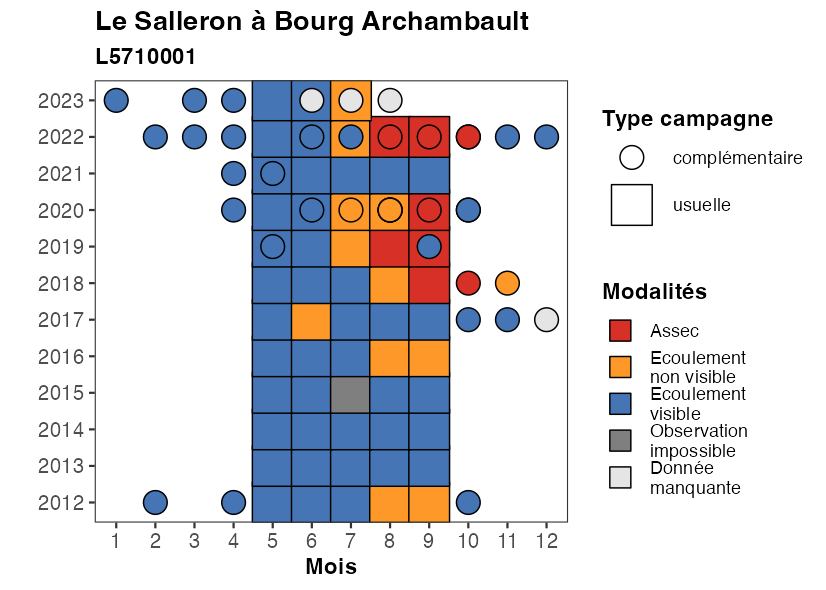 Le Salleron à Bourg Archambault
L5710001
2023
2022
2021
2020
2019
2018
2017
2016
2015
2014
2013
2012
1 2 3 4 5 6 7 8 9 10 11 12
Mois
Type campagne
complémentaire
usuelle
Modalités
Assec
Ecoulement
non visible
Ecoulement
visible
Observation
impossible
Donnée
manquante